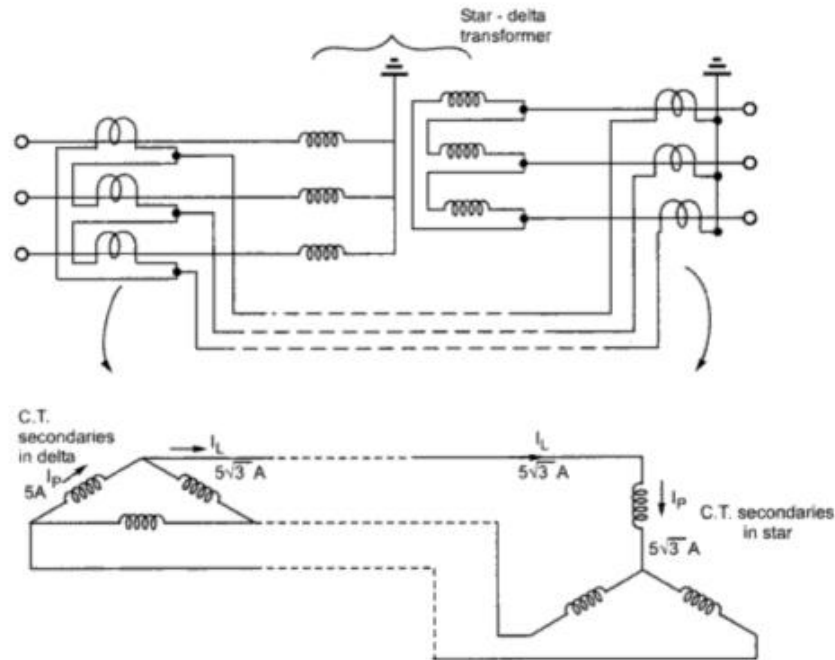 Star - delta
transformer
C.T.
secondaries
in delta
I_P
5A
I_L
5√3 A
I_L
5√3 A
I_P
C.T. secondaries
in star
5√3 A